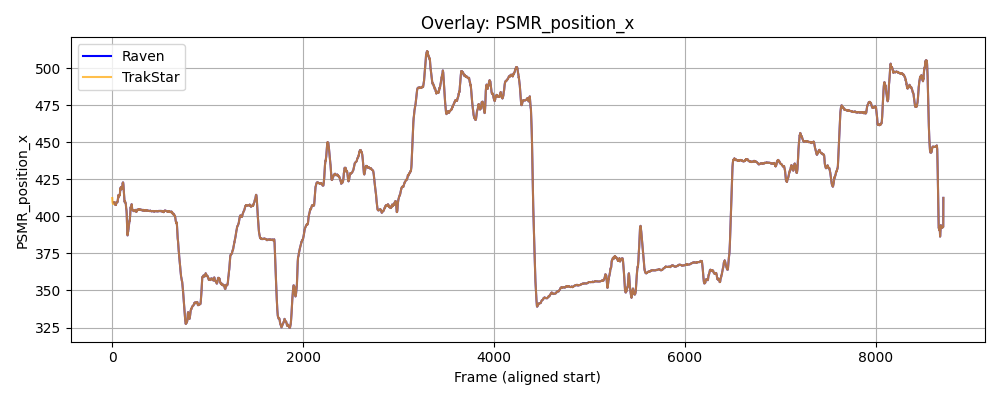 Overlay: PSMR_position_x
Raven
TrakStar
PSMR_position_x
500
475
450
425
400
375
350
325
0 2000 4000 6000 8000
Frame (aligned start)